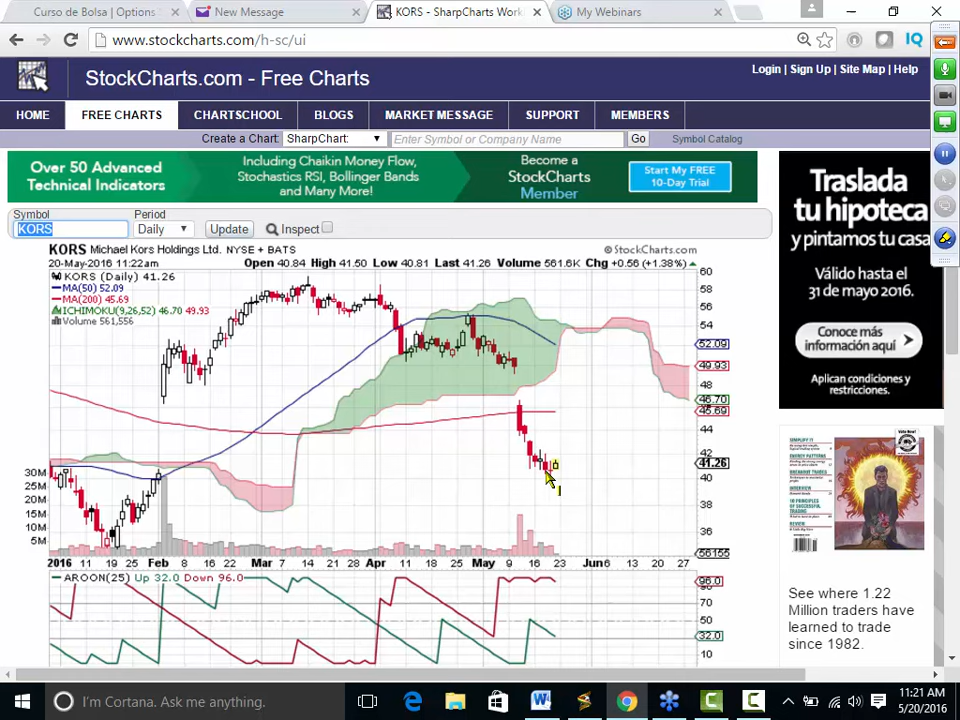 Curso de Bolsa | Options
New Message
KORS - SharpCharts Work
My Webinars
www.stockcharts.com/h-sc/ui
StockCharts.com - Free Charts
Login | Sign Up | Site Map | Help
HOME
FREE CHARTS
CHARTSCHOOL
BLOGS
MARKET MESSAGE
SUPPORT
MEMBERS
Create a Chart: SharpChart: Enter Symbol or Company Name Go Symbol Catalog
Over 50 Advanced
Technical Indicators
Including Chaikin Money Flow,
Stochastics RSI, Bollinger Bands
and Many More!
Become a
StockCharts
Member
Start My FREE
10-Day Trial
Symbol
Period
KORS
Daily
Update
Inspect
KORS Michael Kors Holdings Ltd. NYSE + BATS
© StockCharts.com
20-May-2016 11:22am
Open 40.84 High 41.50 Low 40.81 Last 41.26 Volume 561.6K Chg +0.56 (+1.38%)
KORS (Daily) 41.26
MA(50) 52.09
MA(200) 45.69
ICHIMOKU(9,26,52) 46.70 49.93
Volume 561,556
60
58
56
54
52.09
49.93
48
46.70
45.69
44
42
41.26
40
38
36
56155
30M
25M
20M
15M
10M
5M
2016 11 19 25 Feb 8 16 22 Mar 7 14 21 28 Apr 11 18 25 May 9 16 23 Jun6 13 20 27
AROON(25) Up 32.0 Down 96.0
96.0
70
50
32.0
10
90
70
50
30
10
Traslada
tu hipoteca
y pintamos tu casa
Válido hasta el
31 de mayo 2016.
Conoce más
información aquí
Aplican condiciones y
restricciones.
See where 1.22
Million traders have
learned to trade
since 1982.
I'm Cortana. Ask me anything.
11:21 AM
5/20/2016